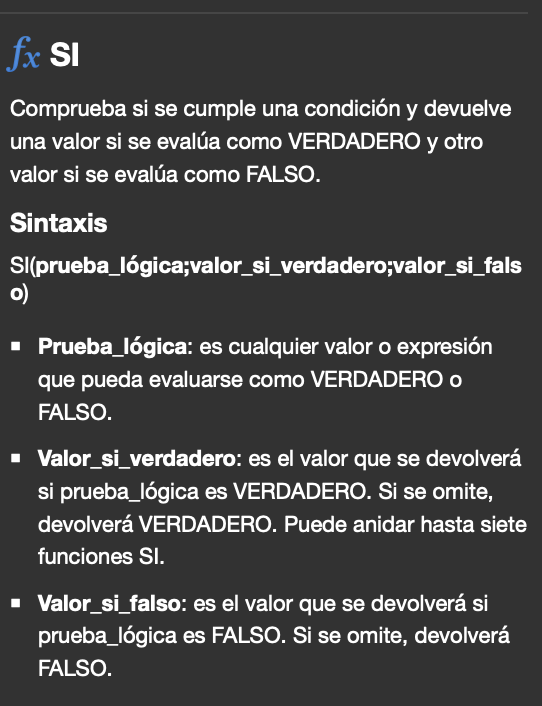 fx SI
Comprueba si se cumple una condición y devuelve
una valor si se evalúa como VERDADERO y otro
valor si se evalúa como FALSO.
Sintaxis
SI(prueba_lógica;valor_si_verdadero;valor_si_fals
o)
▪ Prueba_lógica: es cualquier valor o expresión
que pueda evaluarse como VERDADERO o
FALSO.
▪ Valor_si_verdadero: es el valor que se devolverá
si prueba_lógica es VERDADERO. Si se omite,
devolverá VERDADERO. Puede anidar hasta siete
funciones SI.
▪ Valor_si_falso: es el valor que se devolverá si
prueba_lógica es FALSO. Si se omite, devolverá
FALSO.